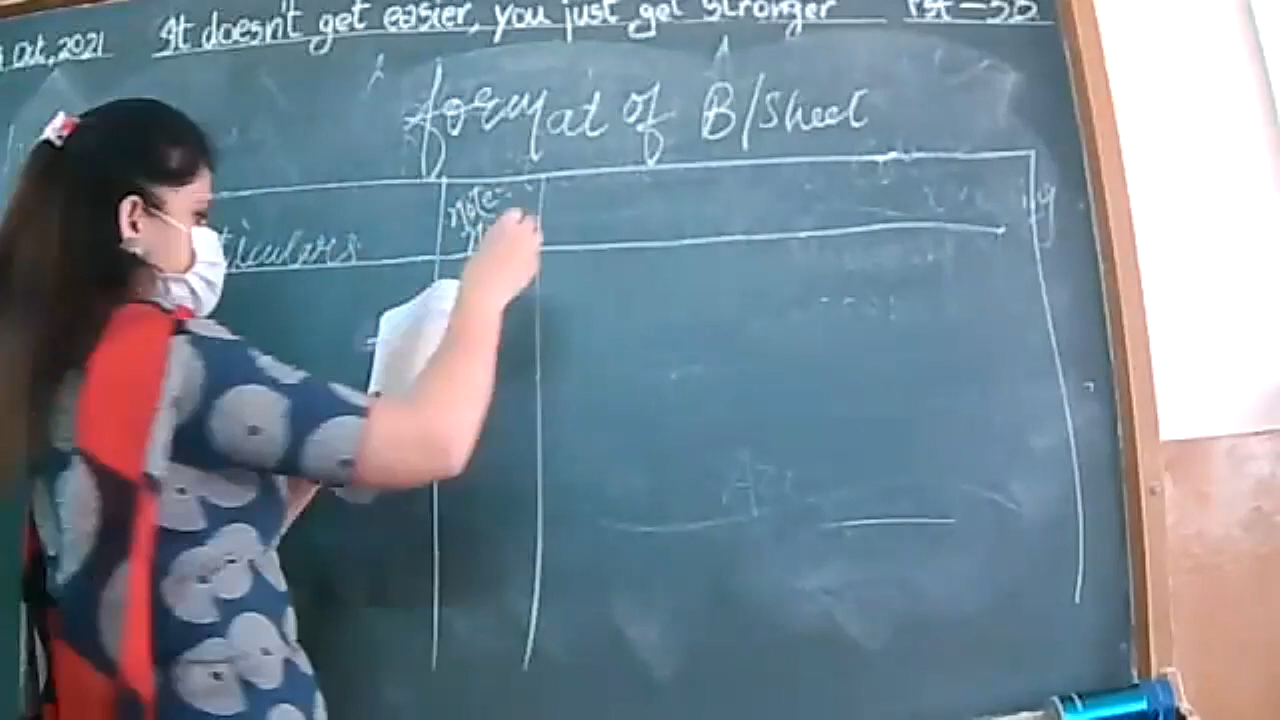 Oct, 2021 It doesn't get easier, you just get stronger
format of B/Sheet
ticulars Note